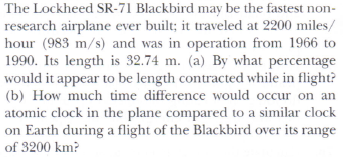 The Lockheed SR-71 Blackbird may be the fastest non-
research airplane ever built; it traveled at 2200 miles/
hour (983 m/s) and was in operation from 1966 to
1990. Its length is 32.74 m. (a) By what percentage
would it appear to be length contracted while in flight?
(b) How much time difference would occur on an
atomic clock in the plane compared to a similar clock
on Earth during a flight of the Blackbird over its range
of 3200 km?